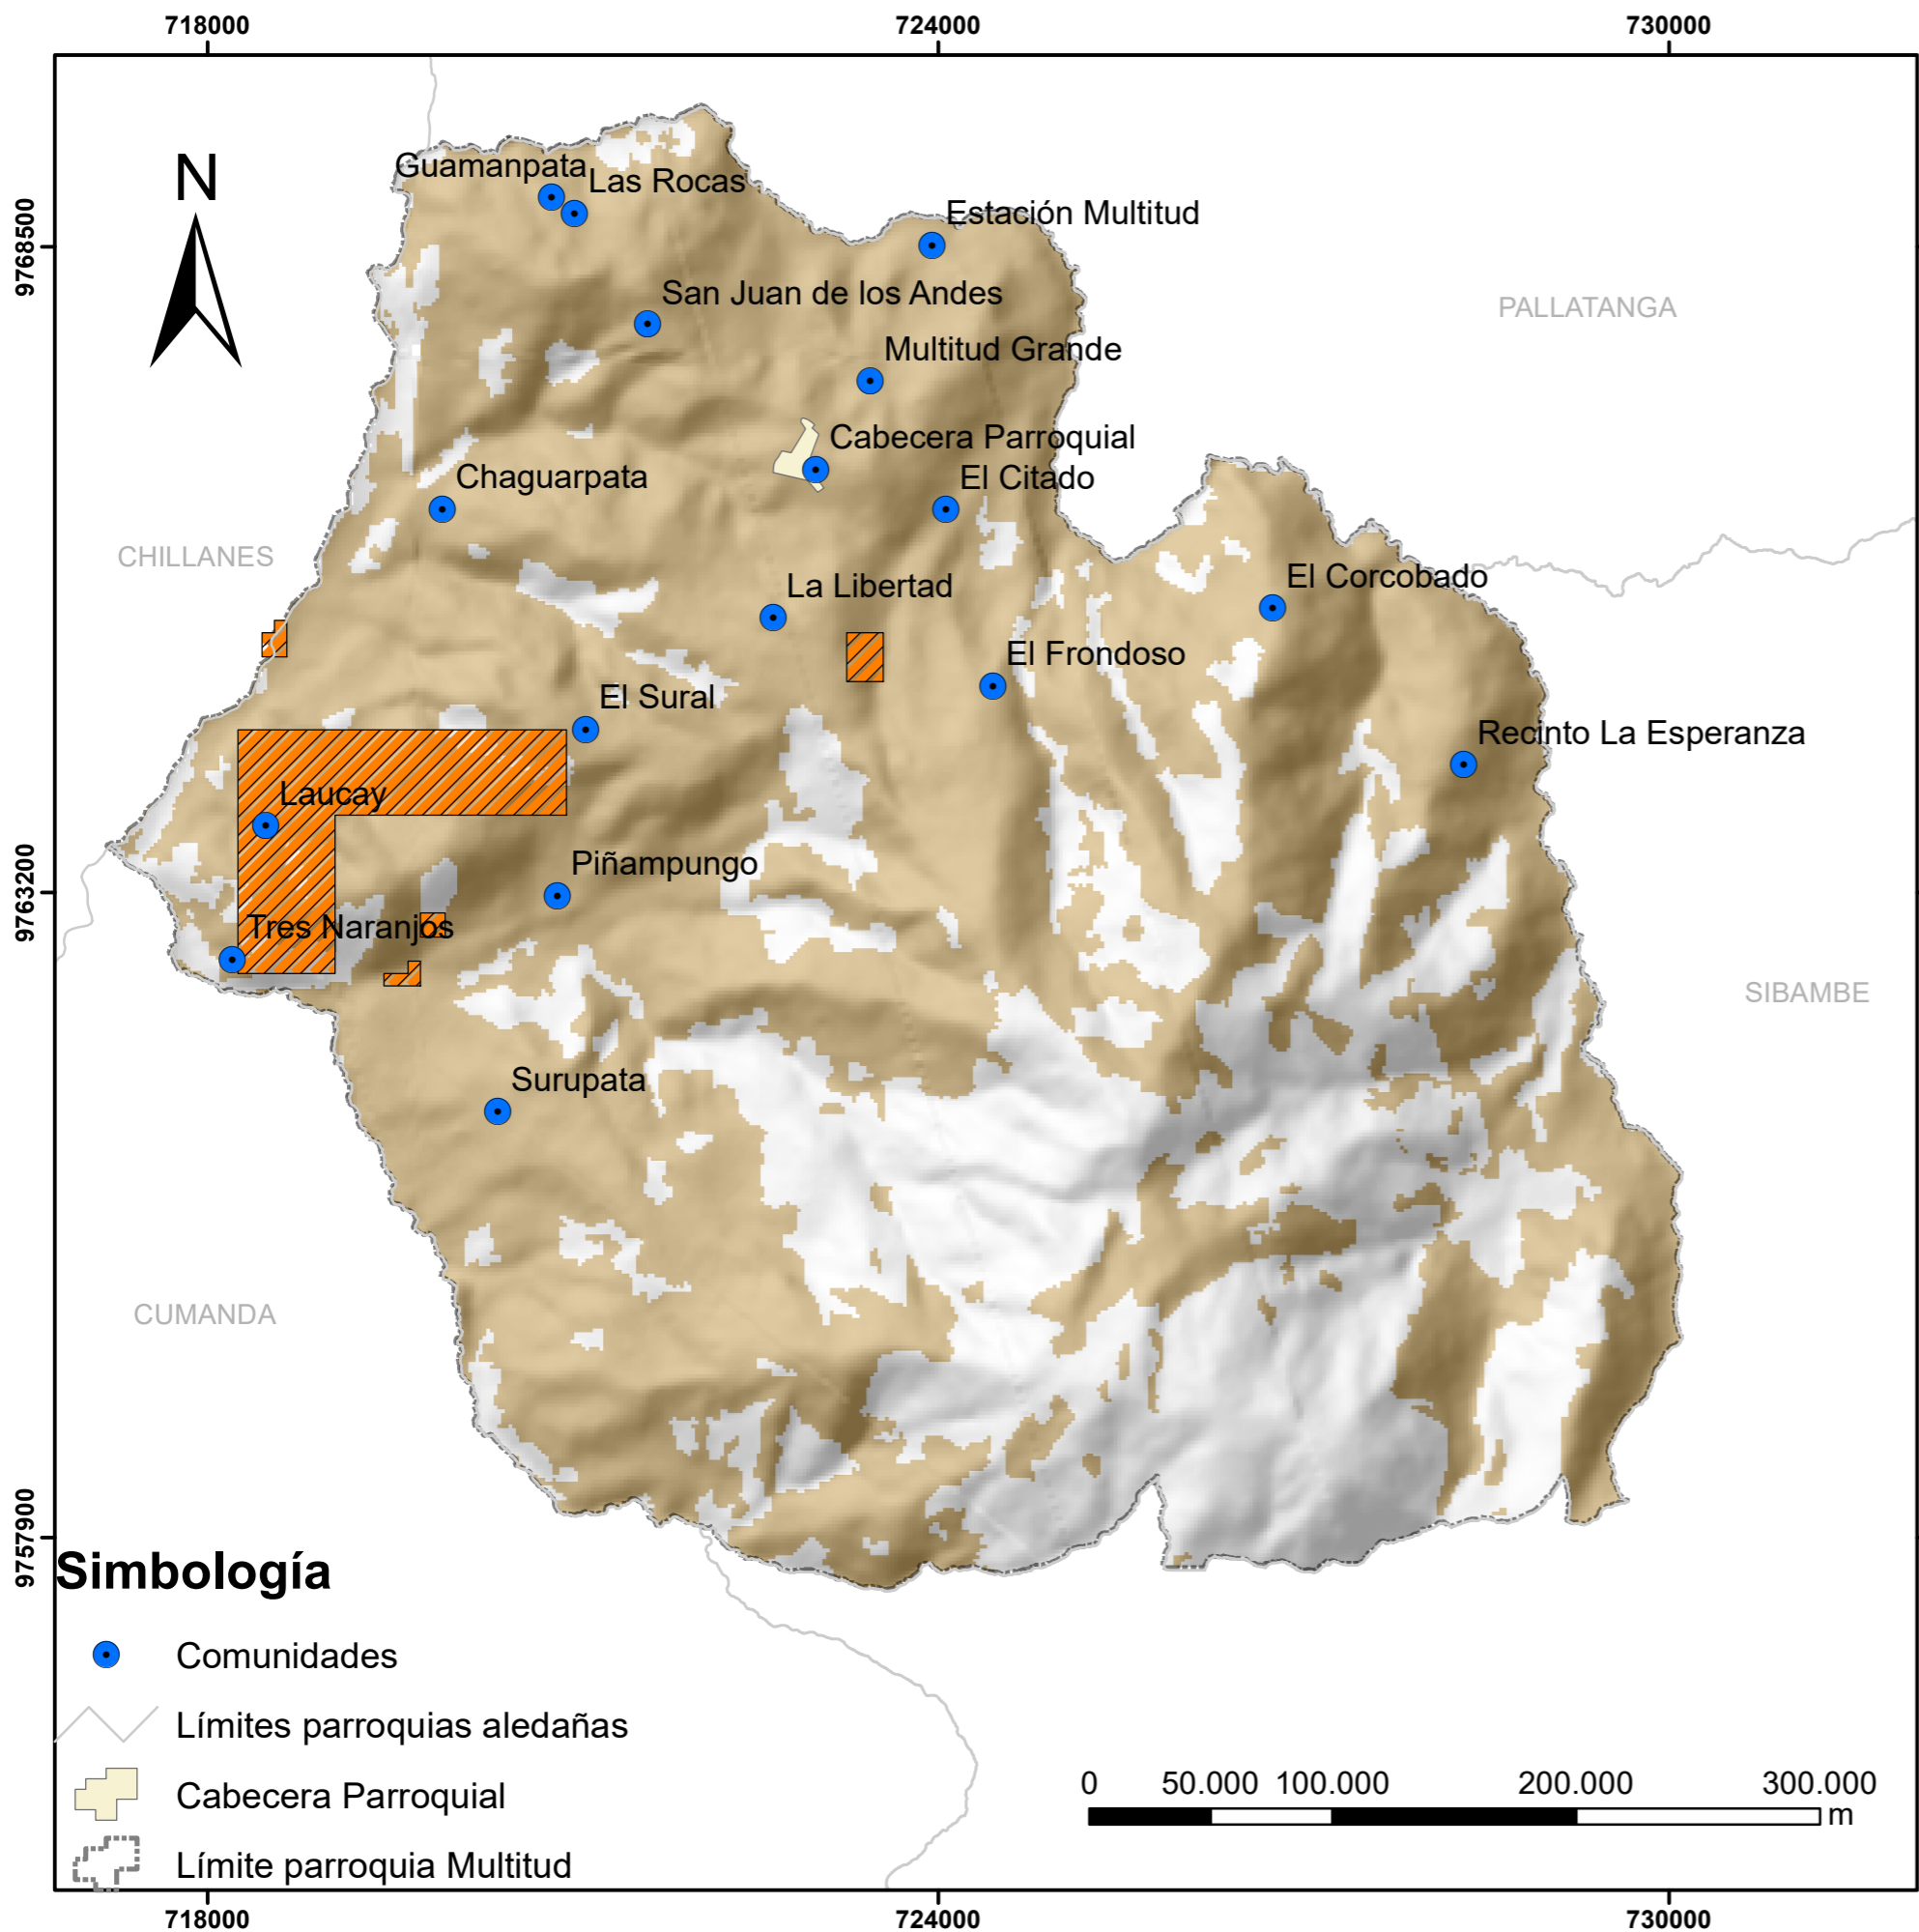 718000
724000
730000
9768500
9763200
9757900
N
Guamanpata
Las Rocas
Estación Multitud
San Juan de los Andes
PALLATANGA
Multitud Grande
Cabecera Parroquial
Chaguarpata
El Citado
CHILLANES
La Libertad
El Corcobado
El Frondoso
El Sural
Recinto La Esperanza
Laucay
Piñampungo
Tres Naranjos
SIBAMBE
Surupata
CUMANDA
Simbología
Comunidades
Límites parroquias aledañas
Cabecera Parroquial
Límite parroquia Multitud
0 50.000 100.000 200.000 300.000
m
718000
724000
730000